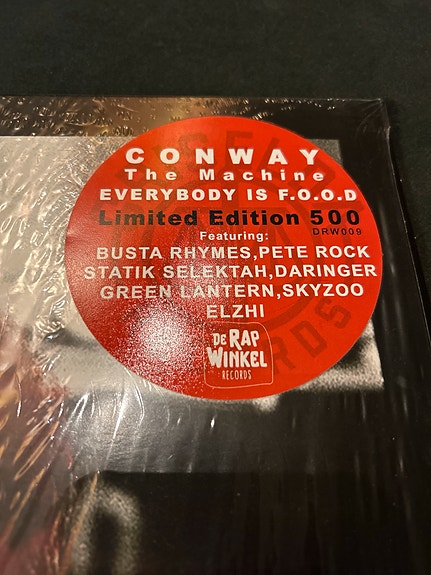 CONWAY
The Machine
EVERYBODY IS F.O.O.D
Limited Edition 500
DRW009
Featuring:
BUSTA RHYMES,PETE ROCK
STATIK SELEKTAH,DARINGER
GREEN LANTERN,SKYZOO
ELZHI
DE RAP
WINKEL
RECORDS